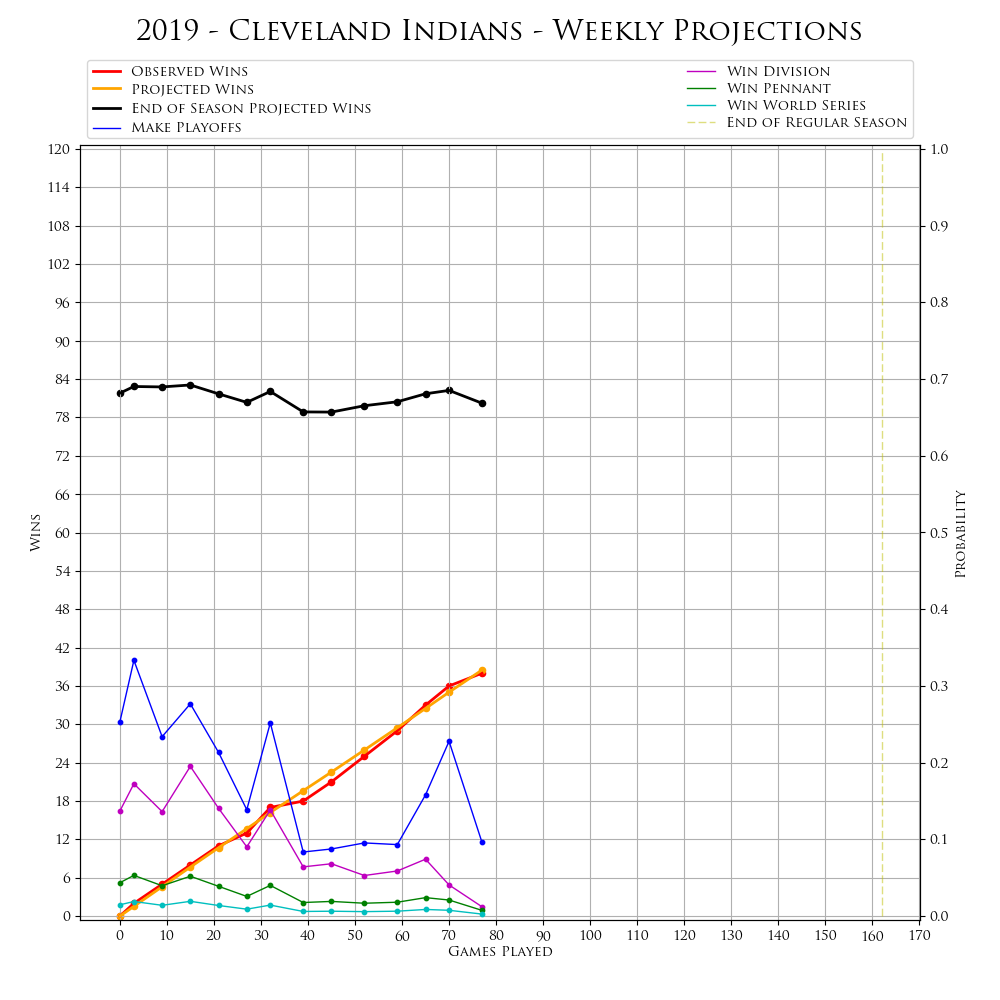 2019 - Cleveland Indians - Weekly Projections
Observed Wins
Projected Wins
End of Season Projected Wins
Make Playoffs
Win Division
Win Pennant
Win World Series
End of Regular Season
120
114
108
102
96
90
84
78
72
66
60
54
48
42
36
30
24
18
12
6
0
Wins
1.0
0.9
0.8
0.7
0.6
0.5
0.4
0.3
0.2
0.1
0.0
Probability
0 10 20 30 40 50 60 70 80 90 100 110 120 130 140 150 160 170
Games Played